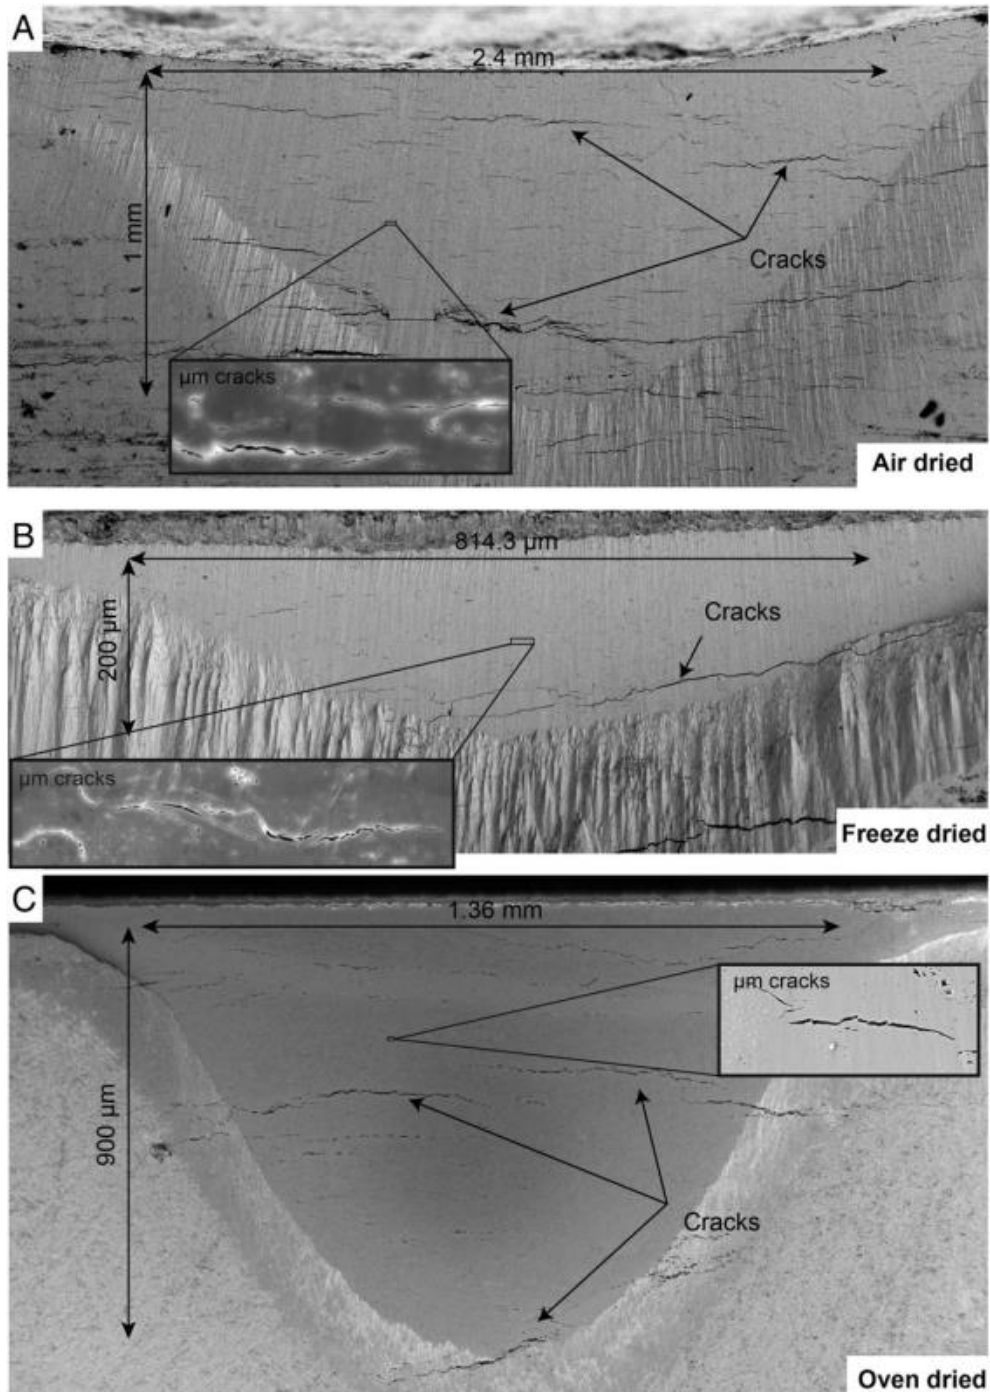 A
2.4 mm
1 mm
Cracks
µm cracks
Air dried
B
814.3 µm
200 µm
Cracks
µm cracks
Freeze dried
C
1.36 mm
µm cracks
900 µm
Cracks
Oven dried